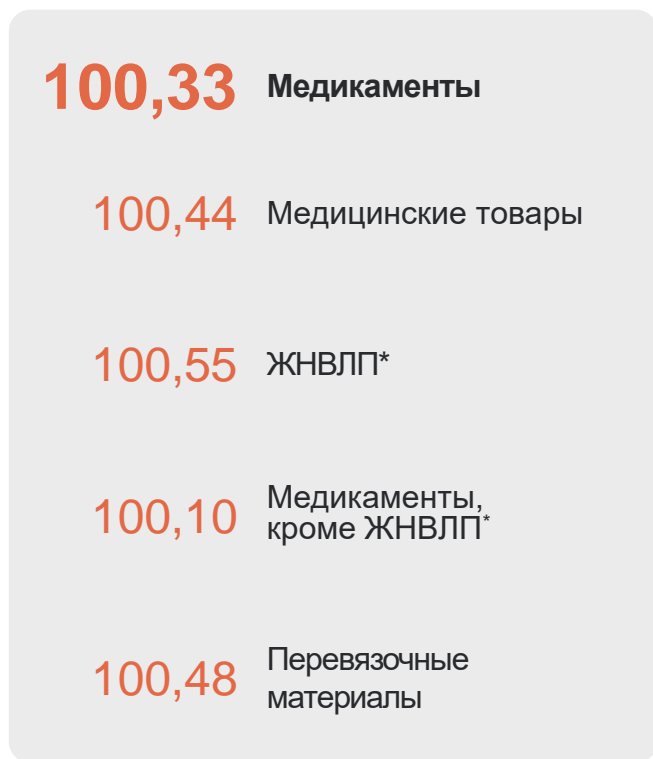 100,33 Медикаменты
100,44 Медицинские товары
100,55 ЖНВЛП*
100,10 Медикаменты,
кроме ЖНВЛП*
100,48 Перевязочные
материалы